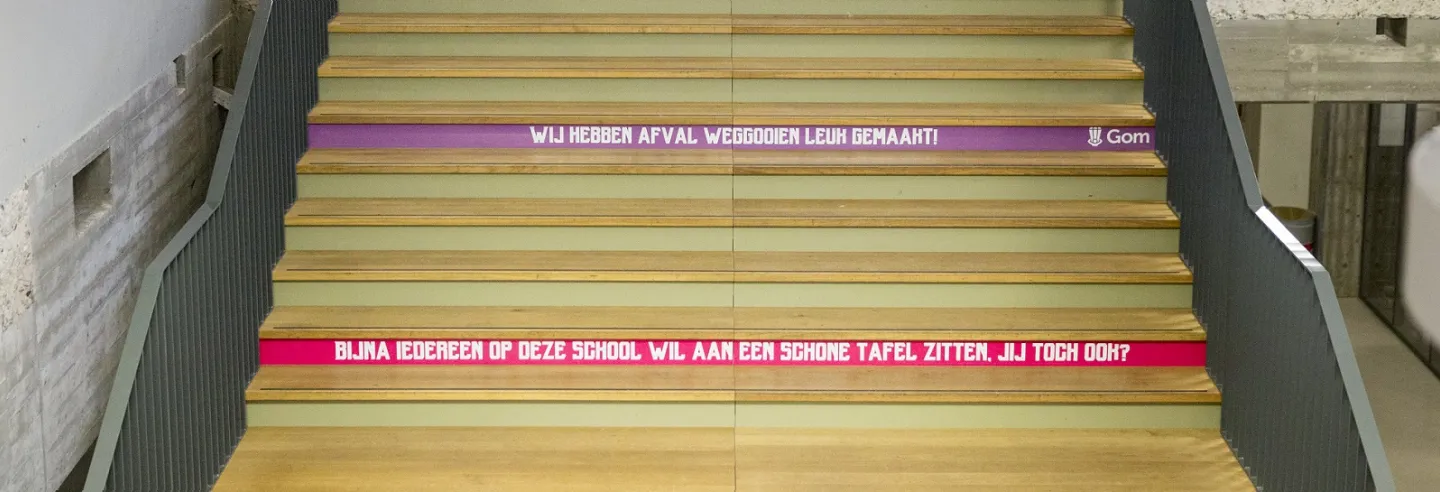 WIJ HEBBEN AFVAL WEGGOOIEN LEUK GEMAAKT!
Gom
BIJNA IEDEREEN OP DEZE SCHOOL WIL AAN EEN SCHONE TAFEL ZITTEN, JIJ TOCH OOK?